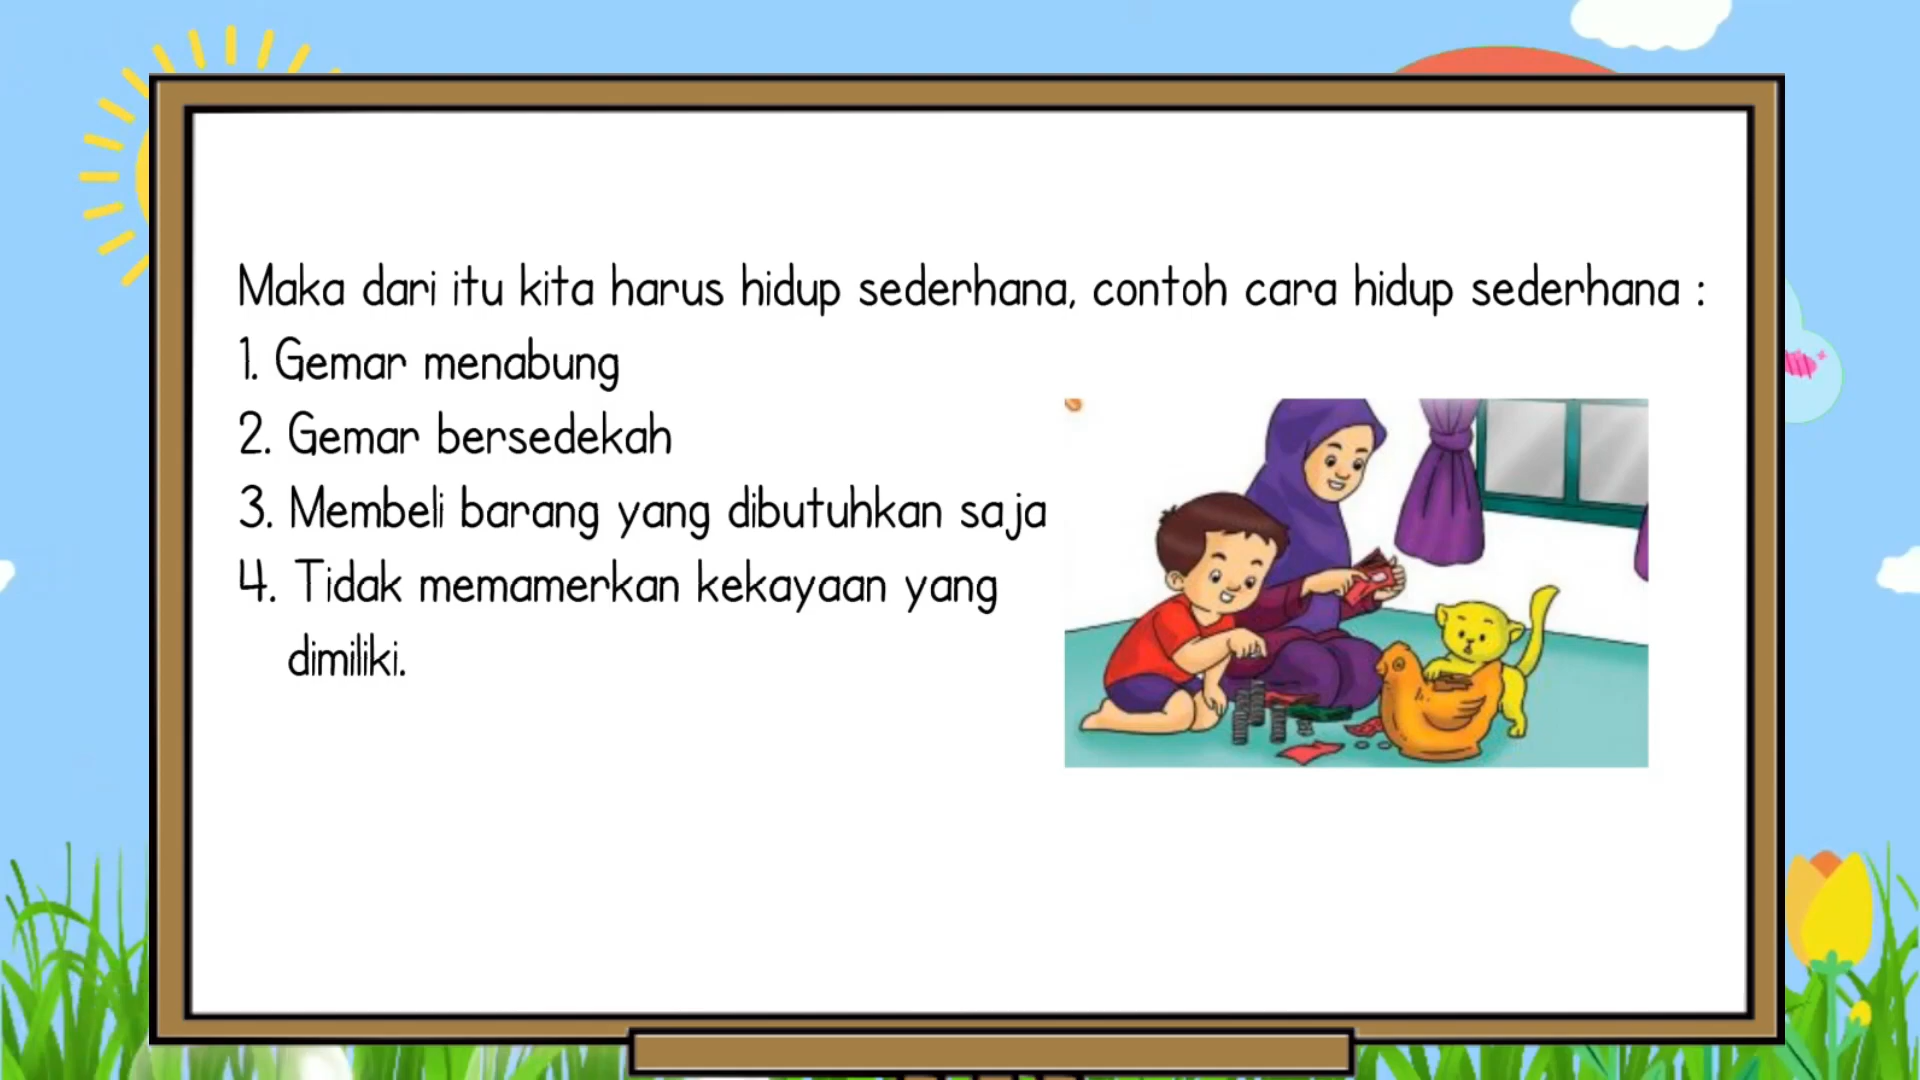 Maka dari itu kita harus hidup sederhana, contoh cara hidup sederhana :
1. Gemar menabung
2. Gemar bersedekah
3. Membeli barang yang dibutuhkan saja
4. Tidak memamerkan kekayaan yang
dimiliki.